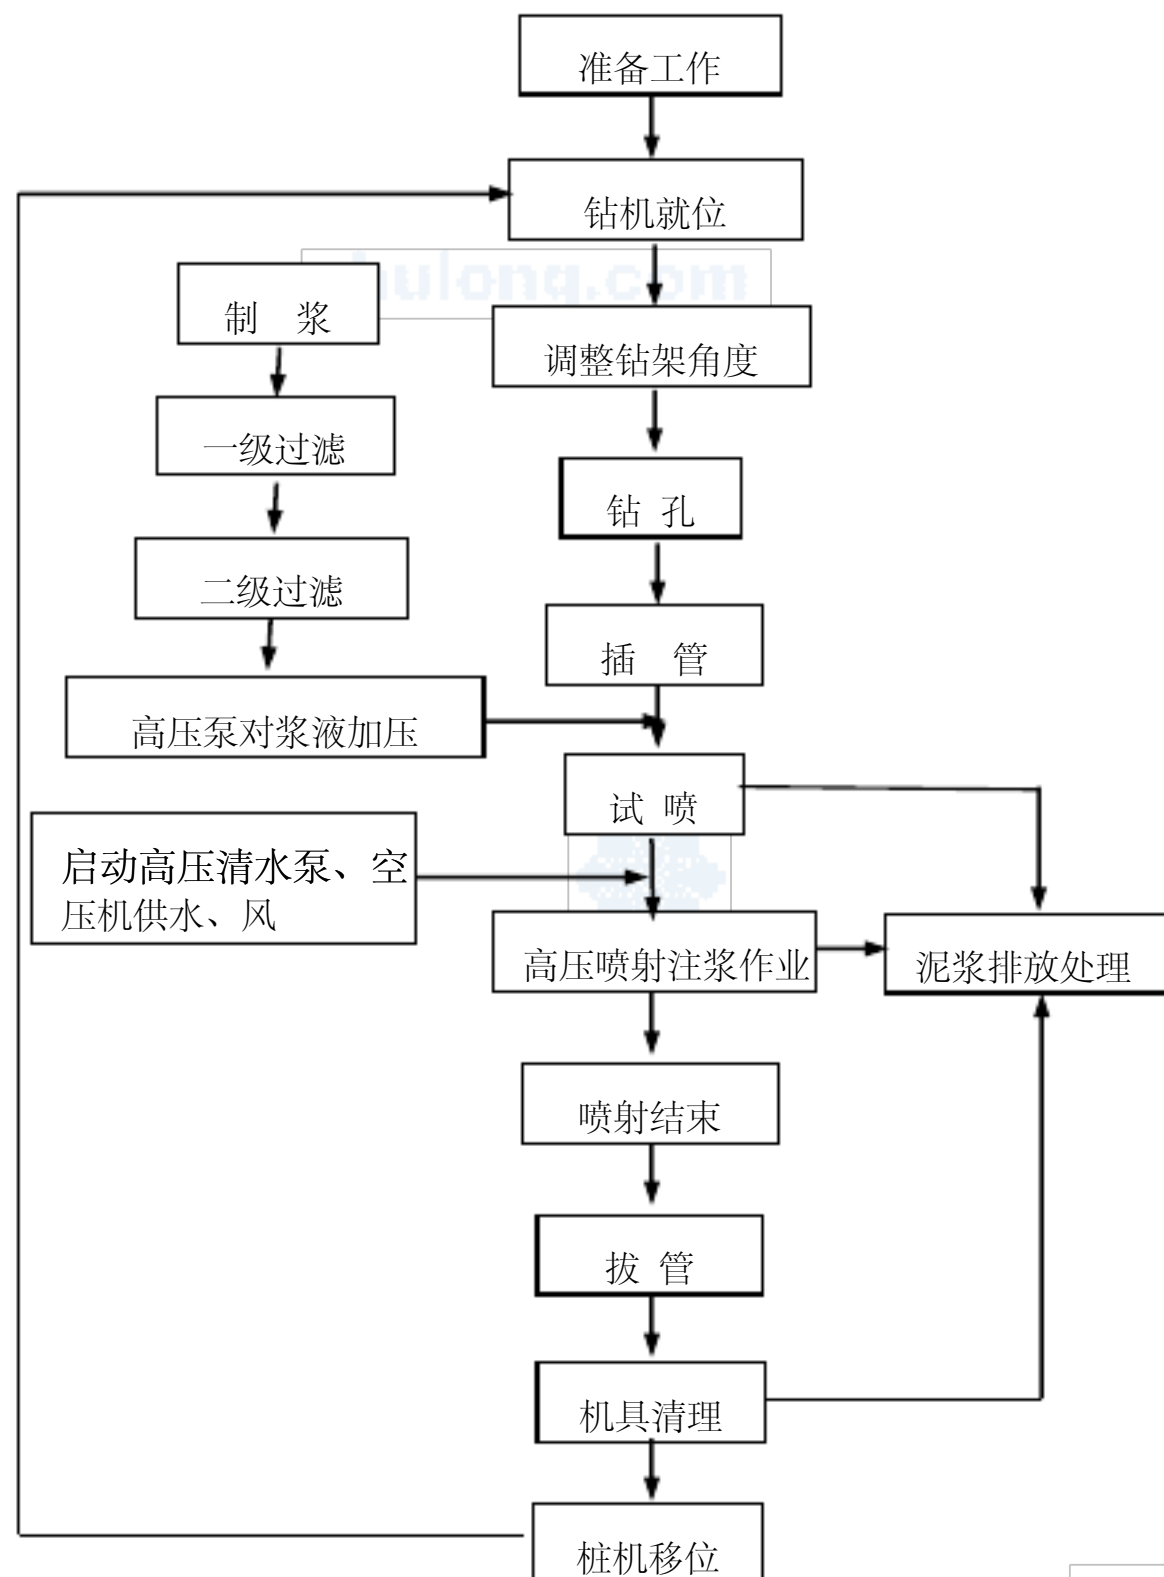 准备工作
钻机就位
hulong.com
制 浆
调整钻架角度
一级过滤
钻 孔
二级过滤
插 管
高压泵对浆液加压
试 喷
启动高压清水泵、空
压机供水、风
高压喷射注浆作业
泥浆排放处理
喷射结束
拔 管
机具清理
桩机移位